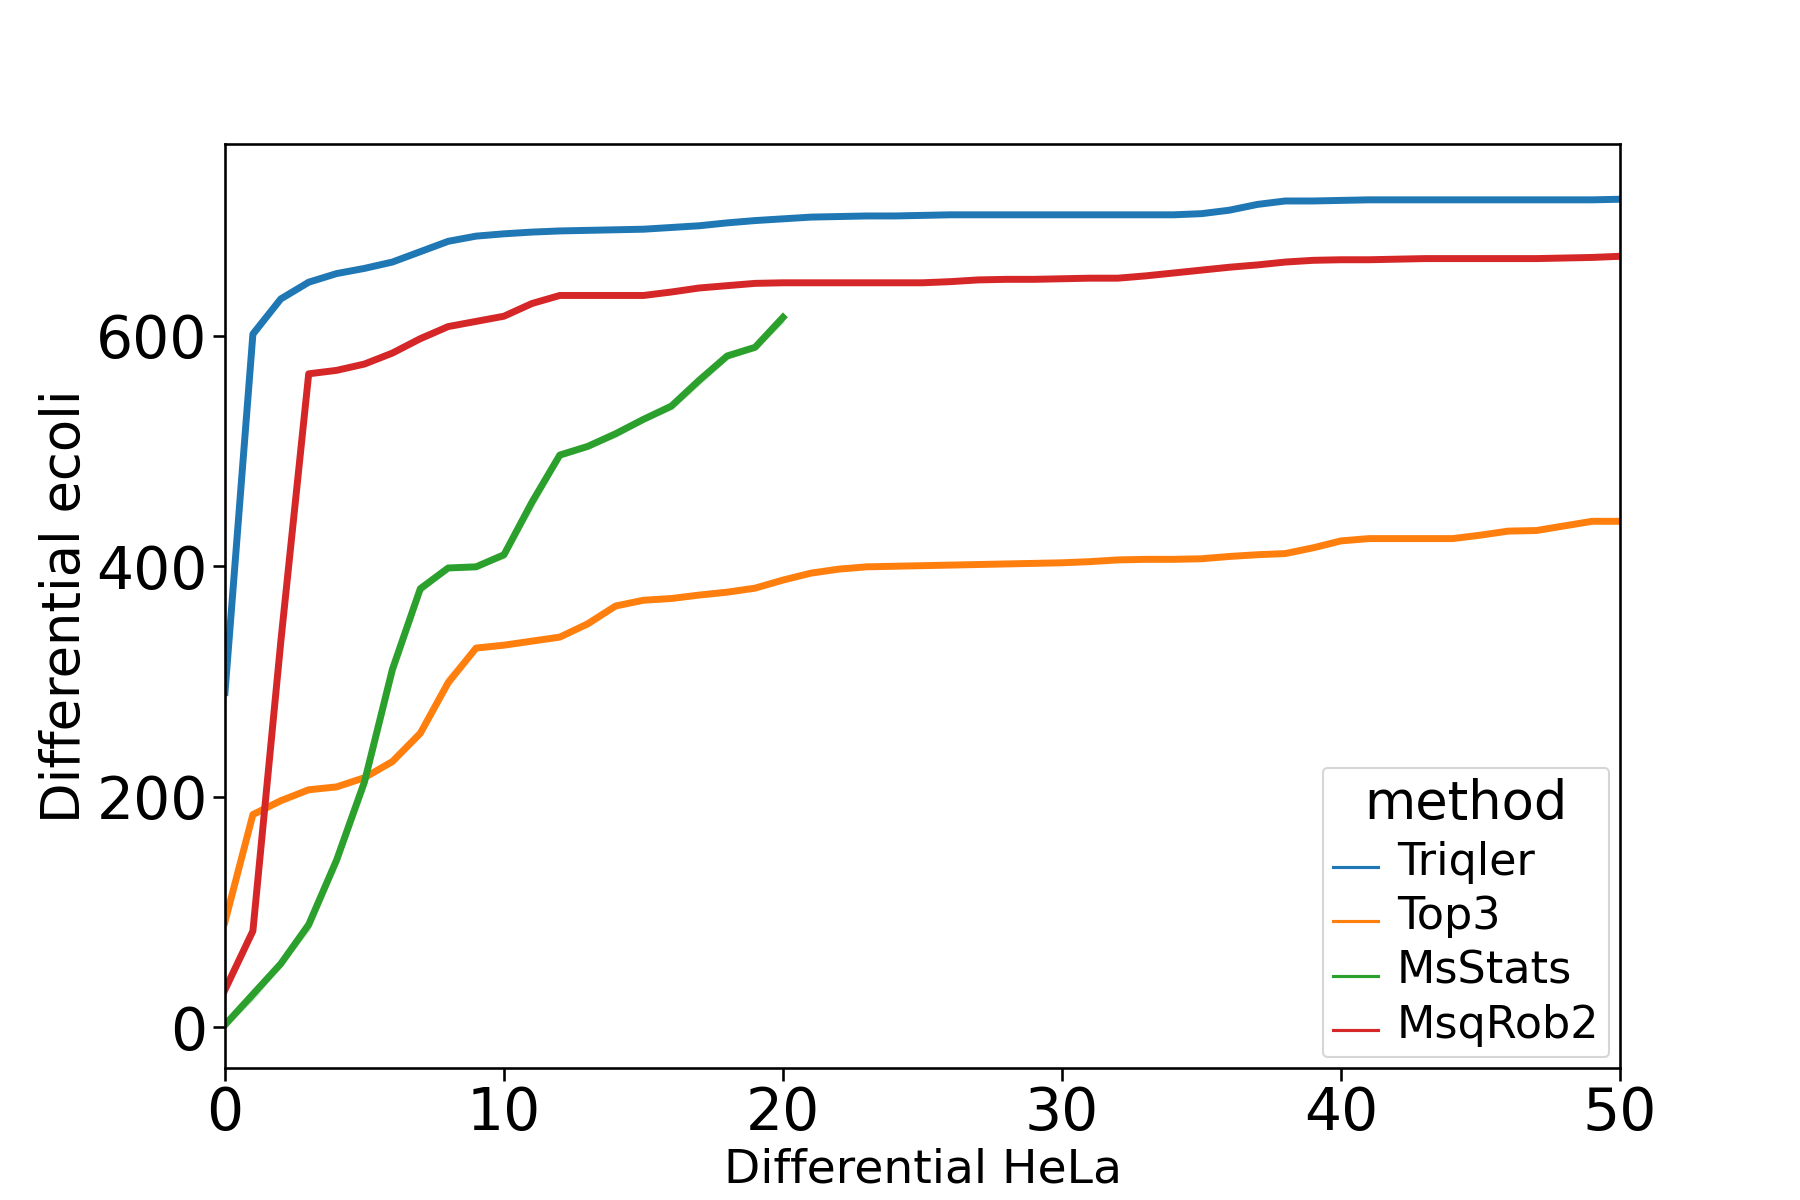 Differential ecoli
600
400
200
0
0 10 20 30 40 50
Differential HeLa
method
Triqler
Top3
MsStats
MsqRob2